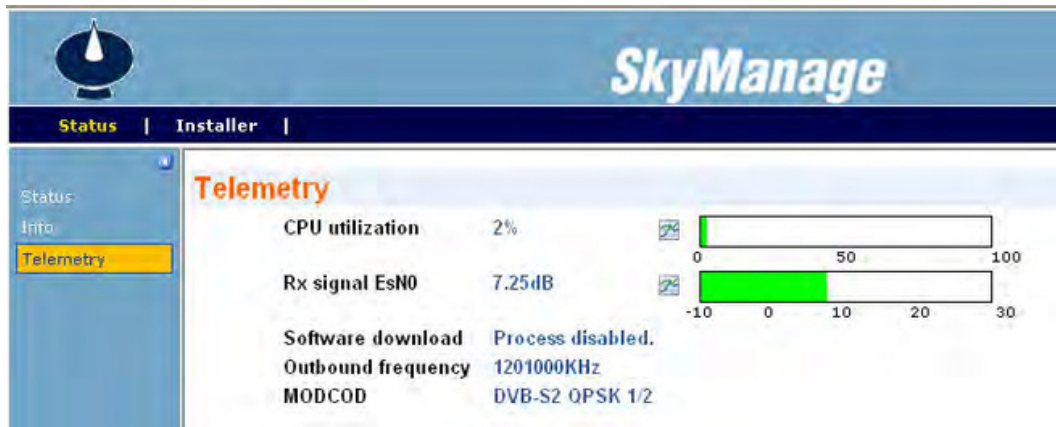 SkyManage
Status | Installer |
Status
Info
Telemetry
Telemetry
CPU utilization 2%
0 50 100
Rx signal EsN0 7.25dB
-10 0 10 20 30
Software download Process disabled.
Outbound frequency 1201000KHz
MODCOD DVB-S2 QPSK 1/2